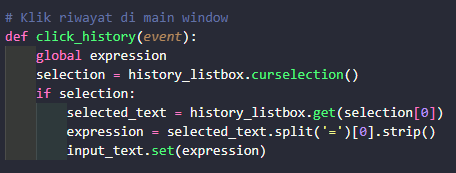 # Klik riwayat di main window
def click_history(event):
    global expression
    selection = history_listbox.curselection()
    if selection:
        selected_text = history_listbox.get(selection[0])
        expression = selected_text.split('=')[0].strip()
        input_text.set(expression)